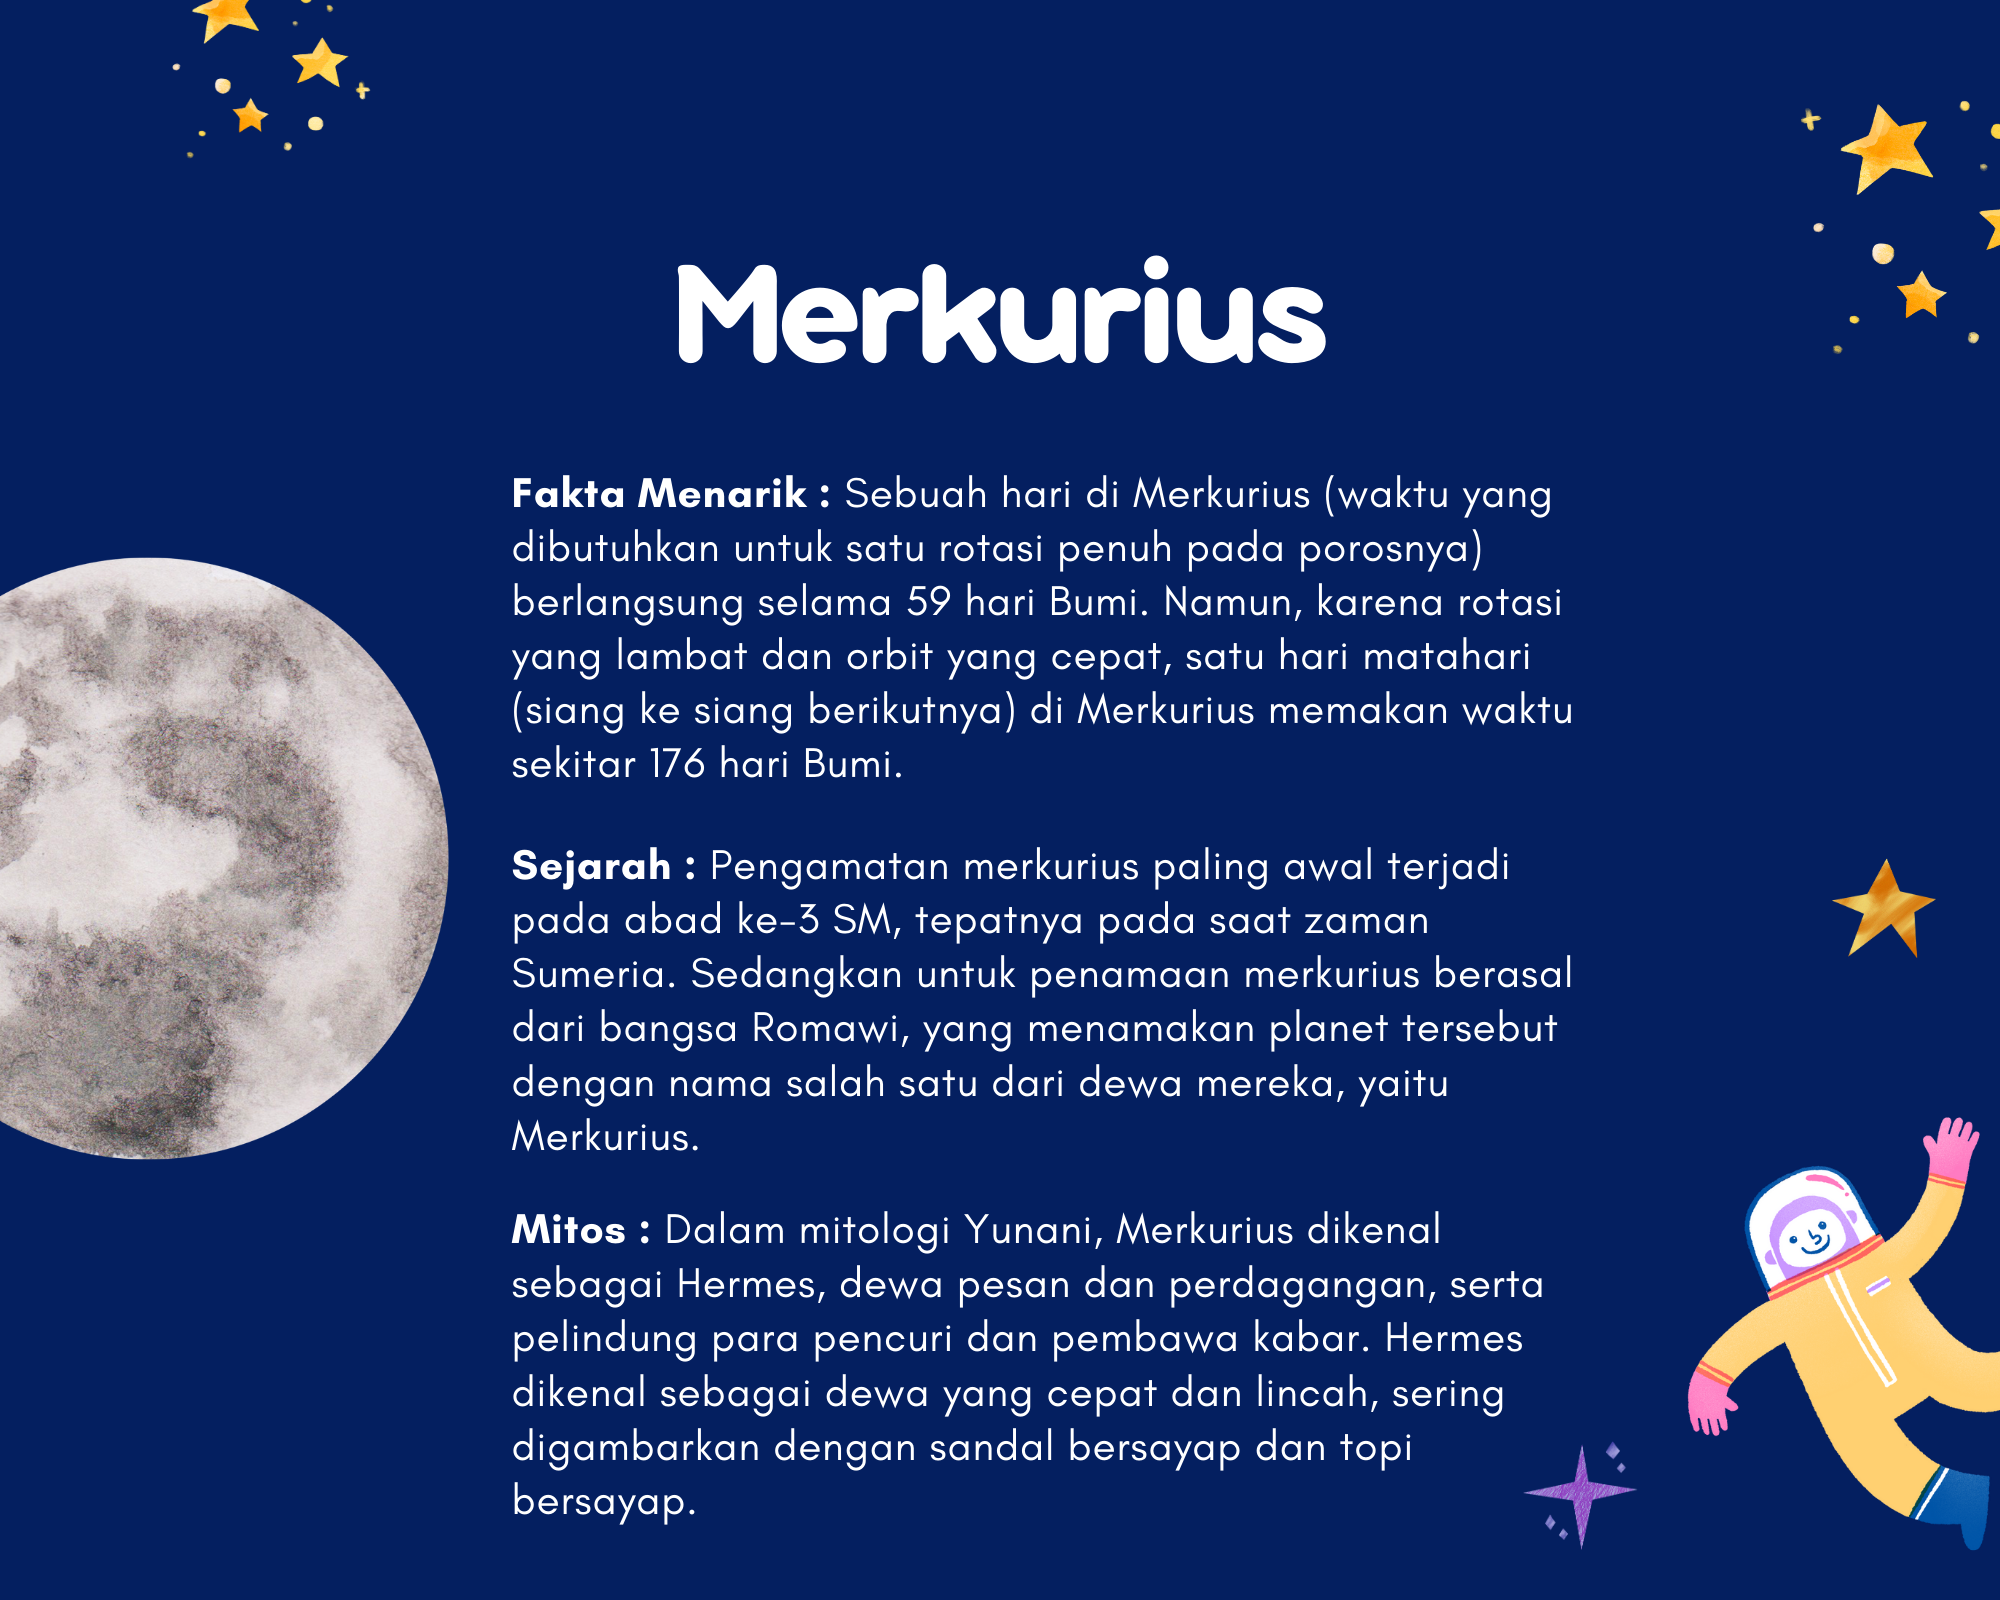 Merkurius
Fakta Menarik : Sebuah hari di Merkurius (waktu yang
dibutuhkan untuk satu rotasi penuh pada porosnya)
berlangsung selama 59 hari Bumi. Namun, karena rotasi
yang lambat dan orbit yang cepat, satu hari matahari
(siang ke siang berikutnya) di Merkurius memakan waktu
sekitar 176 hari Bumi.
Sejarah : Pengamatan merkurius paling awal terjadi
pada abad ke-3 SM, tepatnya pada saat zaman
Sumeria. Sedangkan untuk penamaan merkurius berasal
dari bangsa Romawi, yang menamakan planet tersebut
dengan nama salah satu dari dewa mereka, yaitu
Merkurius.
Mitos : Dalam mitologi Yunani, Merkurius dikenal
sebagai Hermes, dewa pesan dan perdagangan, serta
pelindung para pencuri dan pembawa kabar. Hermes
dikenal sebagai dewa yang cepat dan lincah, sering
digambarkan dengan sandal bersayap dan topi
bersayap.